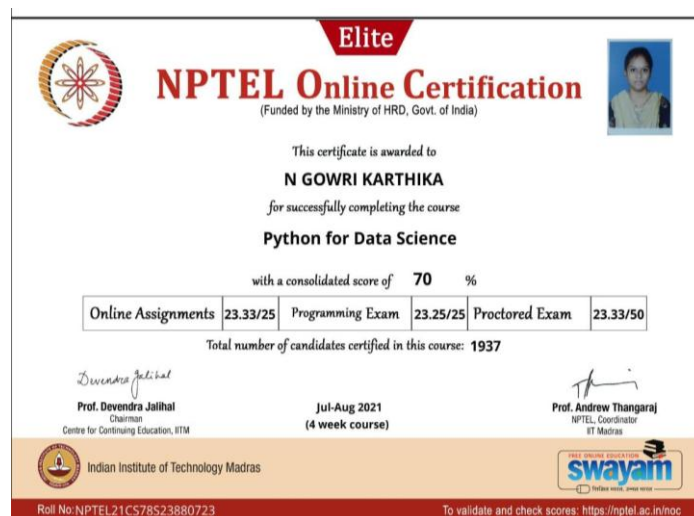 Elite
NPTEL Online Certification
(Funded by the Ministry of HRD, Govt. of India)
This certificate is awarded to
N GOWRI KARTHIKA
for successfully completing the course
Python for Data Science
with a consolidated score of 70 %
Online Assignments 23.33/25 Programming Exam 23.25/25 Proctored Exam 23.33/50
Total number of candidates certified in this course: 1937
Devendra Jalihal
Prof. Devendra Jalihal
Chairman
Centre for Continuing Education, IITM
Jul-Aug 2021
(4 week course)
Prof. Andrew Thangaraj
NPTEL, Coordinator
IIT Madras
Indian Institute of Technology Madras
FREE ONLINE EDUCATION
swayam
Roll No:NPTEL21CS78S23880723
To validate and check scores: https://nptel.ac.in/noc